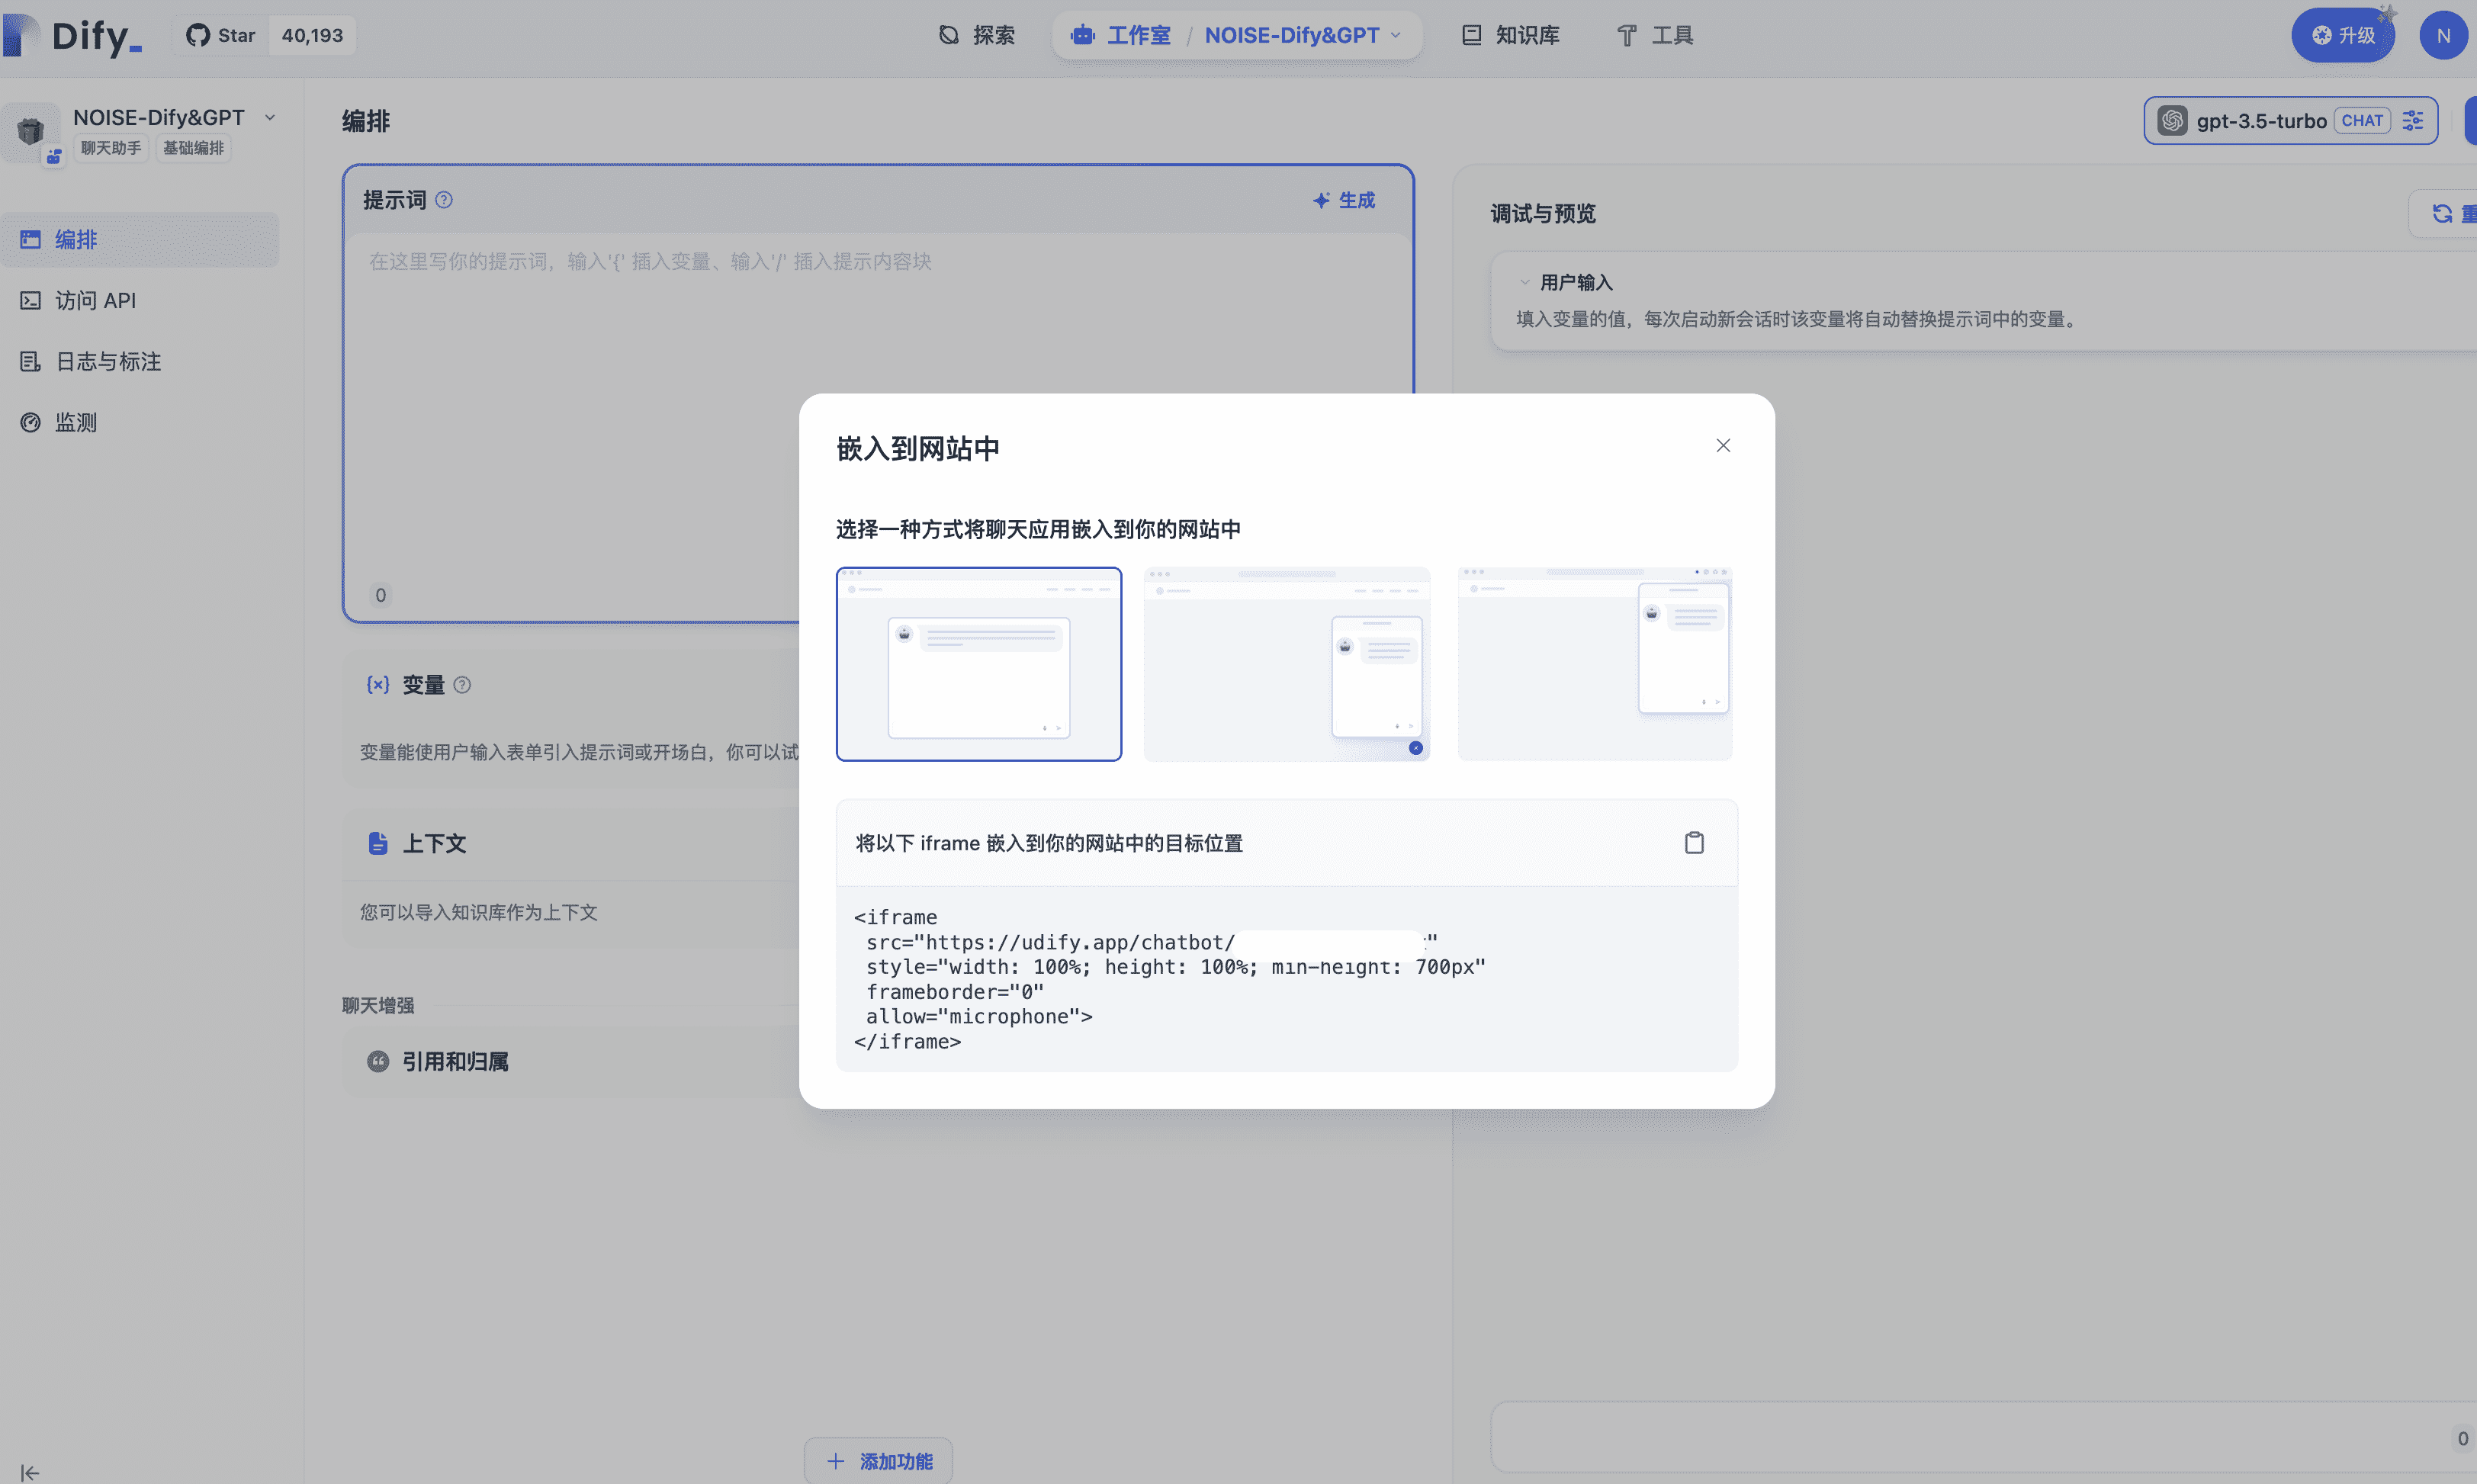 Dify_
Star 40,193
探索
工作室 / NOISE-Dify&GPT
知识库
工具
升级
N
NOISE-Dify&GPT
聊天助手 基础编排
编排
访问 API
日志与标注
监测
编排
gpt-3.5-turbo CHAT
提示词
生成
在这里写你的提示词，输入'{' 插入变量、输入'/' 插入提示内容块
0
变量
变量能使用户输入表单引入提示词或开场白，你可以试
上下文
您可以导入知识库作为上下文
聊天增强
引用和归属
添加功能
调试与预览
重
用户输入
填入变量的值，每次启动新会话时该变量将自动替换提示词中的变量。
0
嵌入到网站中
选择一种方式将聊天应用嵌入到你的网站中
将以下 iframe 嵌入到你的网站中的目标位置
<iframe
src="https://udify.app/chatbot/ "
style="width: 100%; height: 100%; min-height: 700px"
frameborder="0"
allow="microphone">
</iframe>